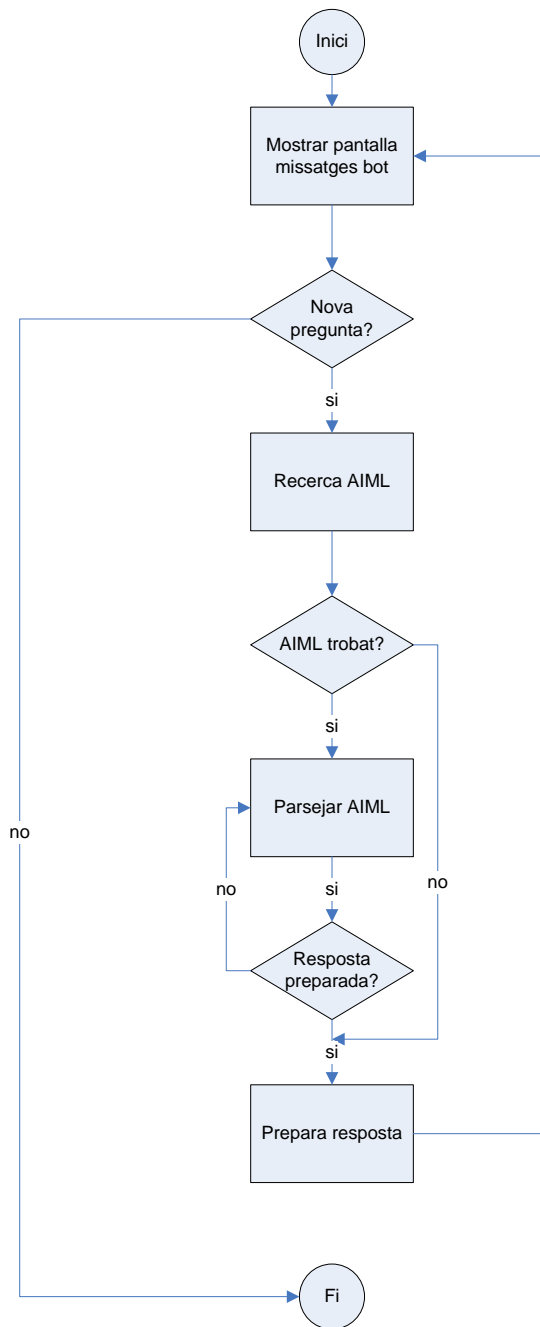 Inici
Mostrar pantalla
missatges bot
Nova
pregunta?
si
Recerca AIML
AIML trobat?
si
Parsejar AIML
no
no
si
no
Resposta
preparada?
si
Prepara resposta
Fi